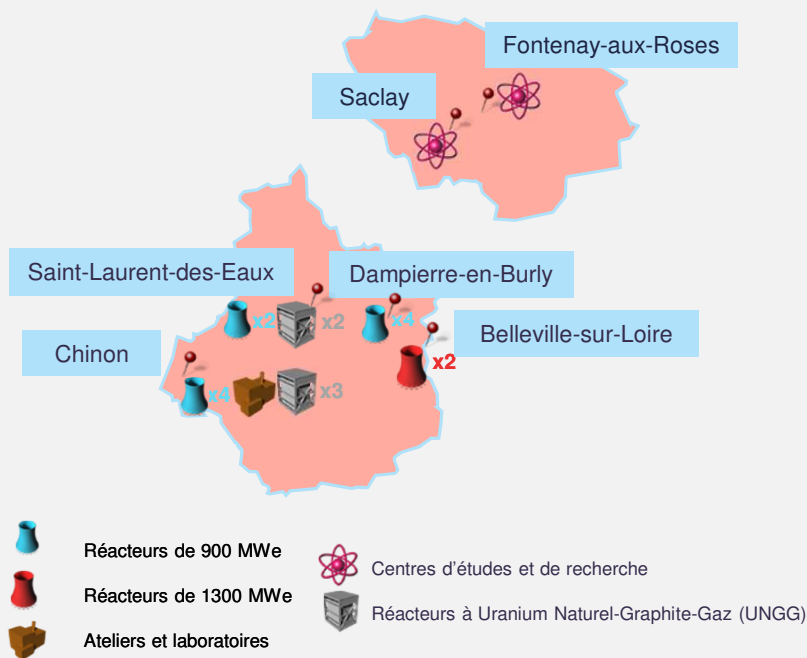 Fontenay-aux-Roses
Saclay
Saint-Laurent-des-Eaux
Dampierre-en-Burly
x2
x2
x4
Belleville-sur-Loire
Chinon
x2
x4
x3
Réacteurs de 900 MWe
Centres d'études et de recherche
Réacteurs de 1300 MWe
Réacteurs à Uranium Naturel-Graphite-Gaz (UNGG)
Ateliers et laboratoires